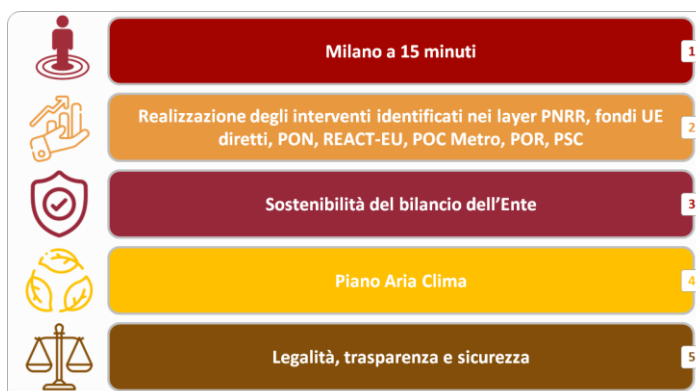 Milano a 15 minuti
1
Realizzazione degli interventi identificati nei layer PNRR, fondi UE
diretti, PON, REACT-EU, POC Metro, POR, PSC
2
Sostenibilità del bilancio dell'Ente
3
Piano Aria Clima
4
Legalità, trasparenza e sicurezza
5